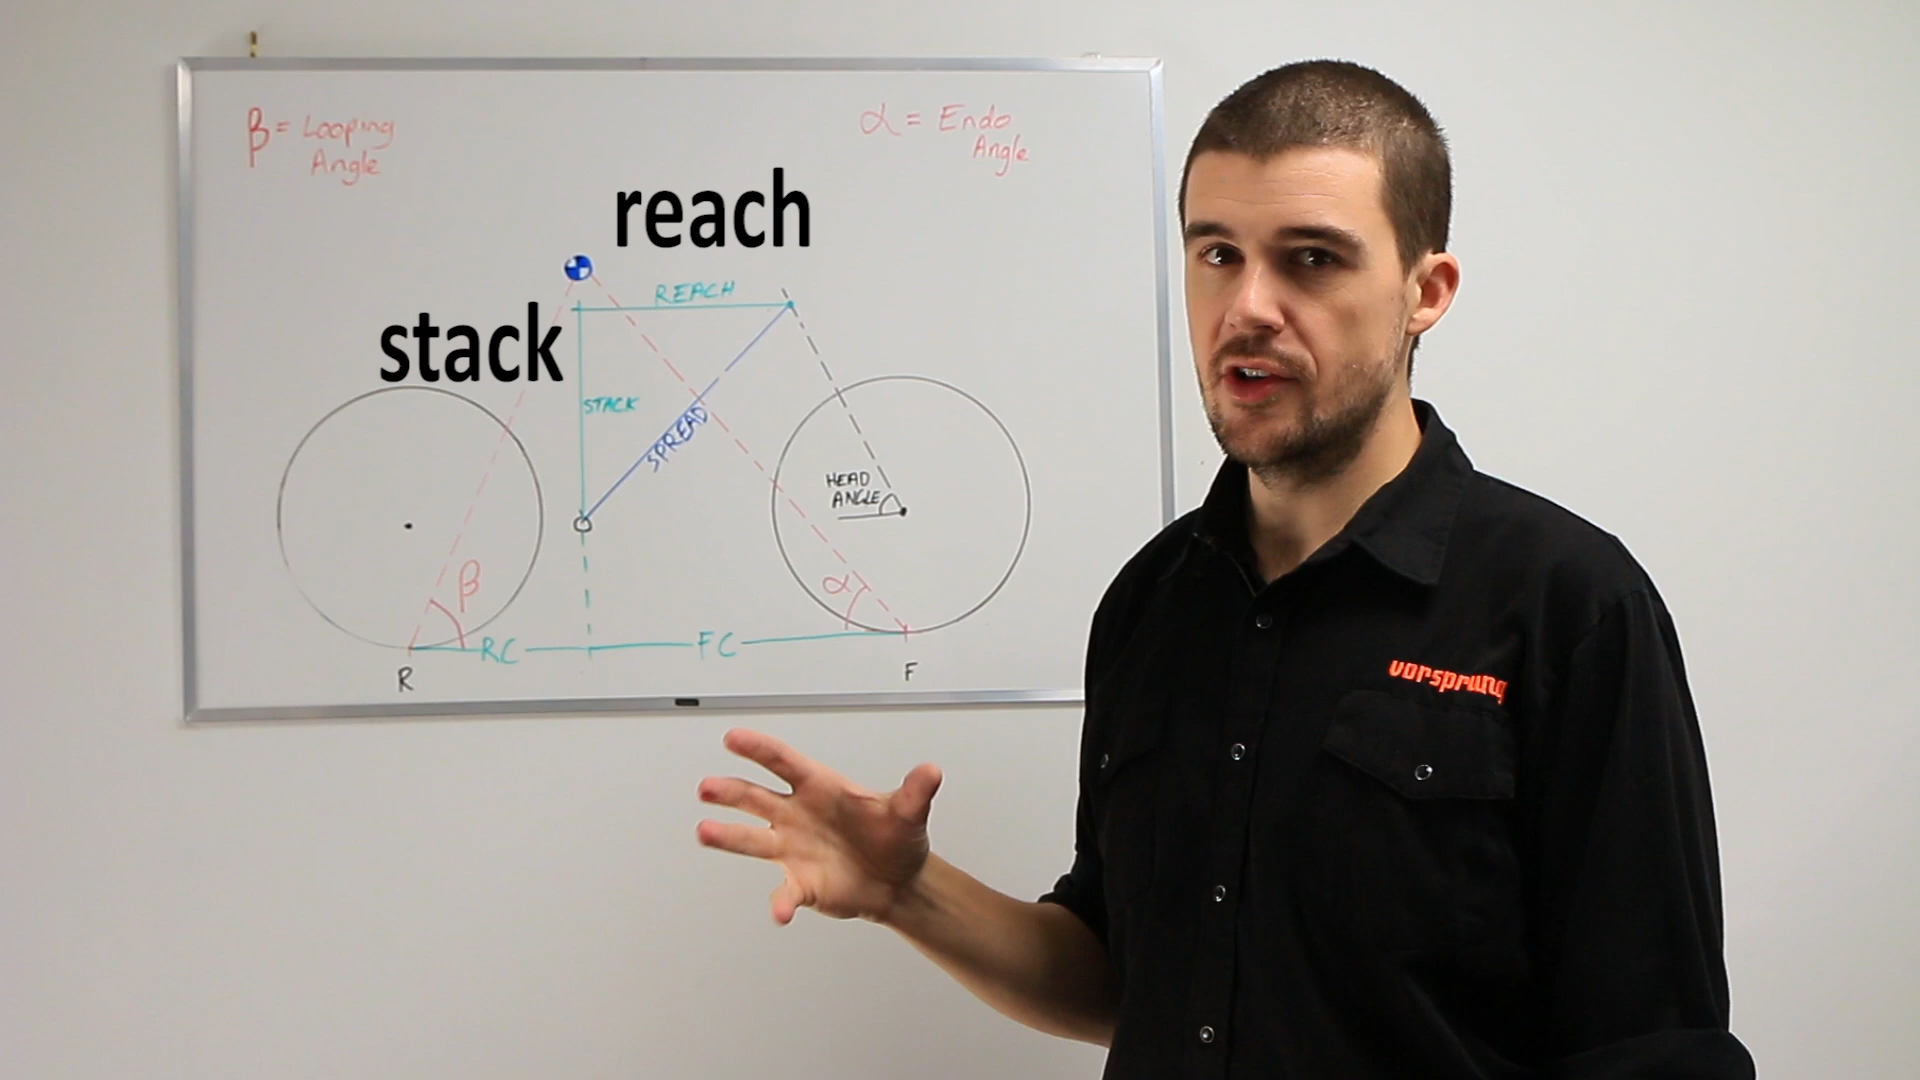 β = Looping
Angle
α = Endo
Angle
reach
REACH
stack
STACK
SPREAD
HEAD
ANGLE
β
α
RC
FC
R
F
vorsprung